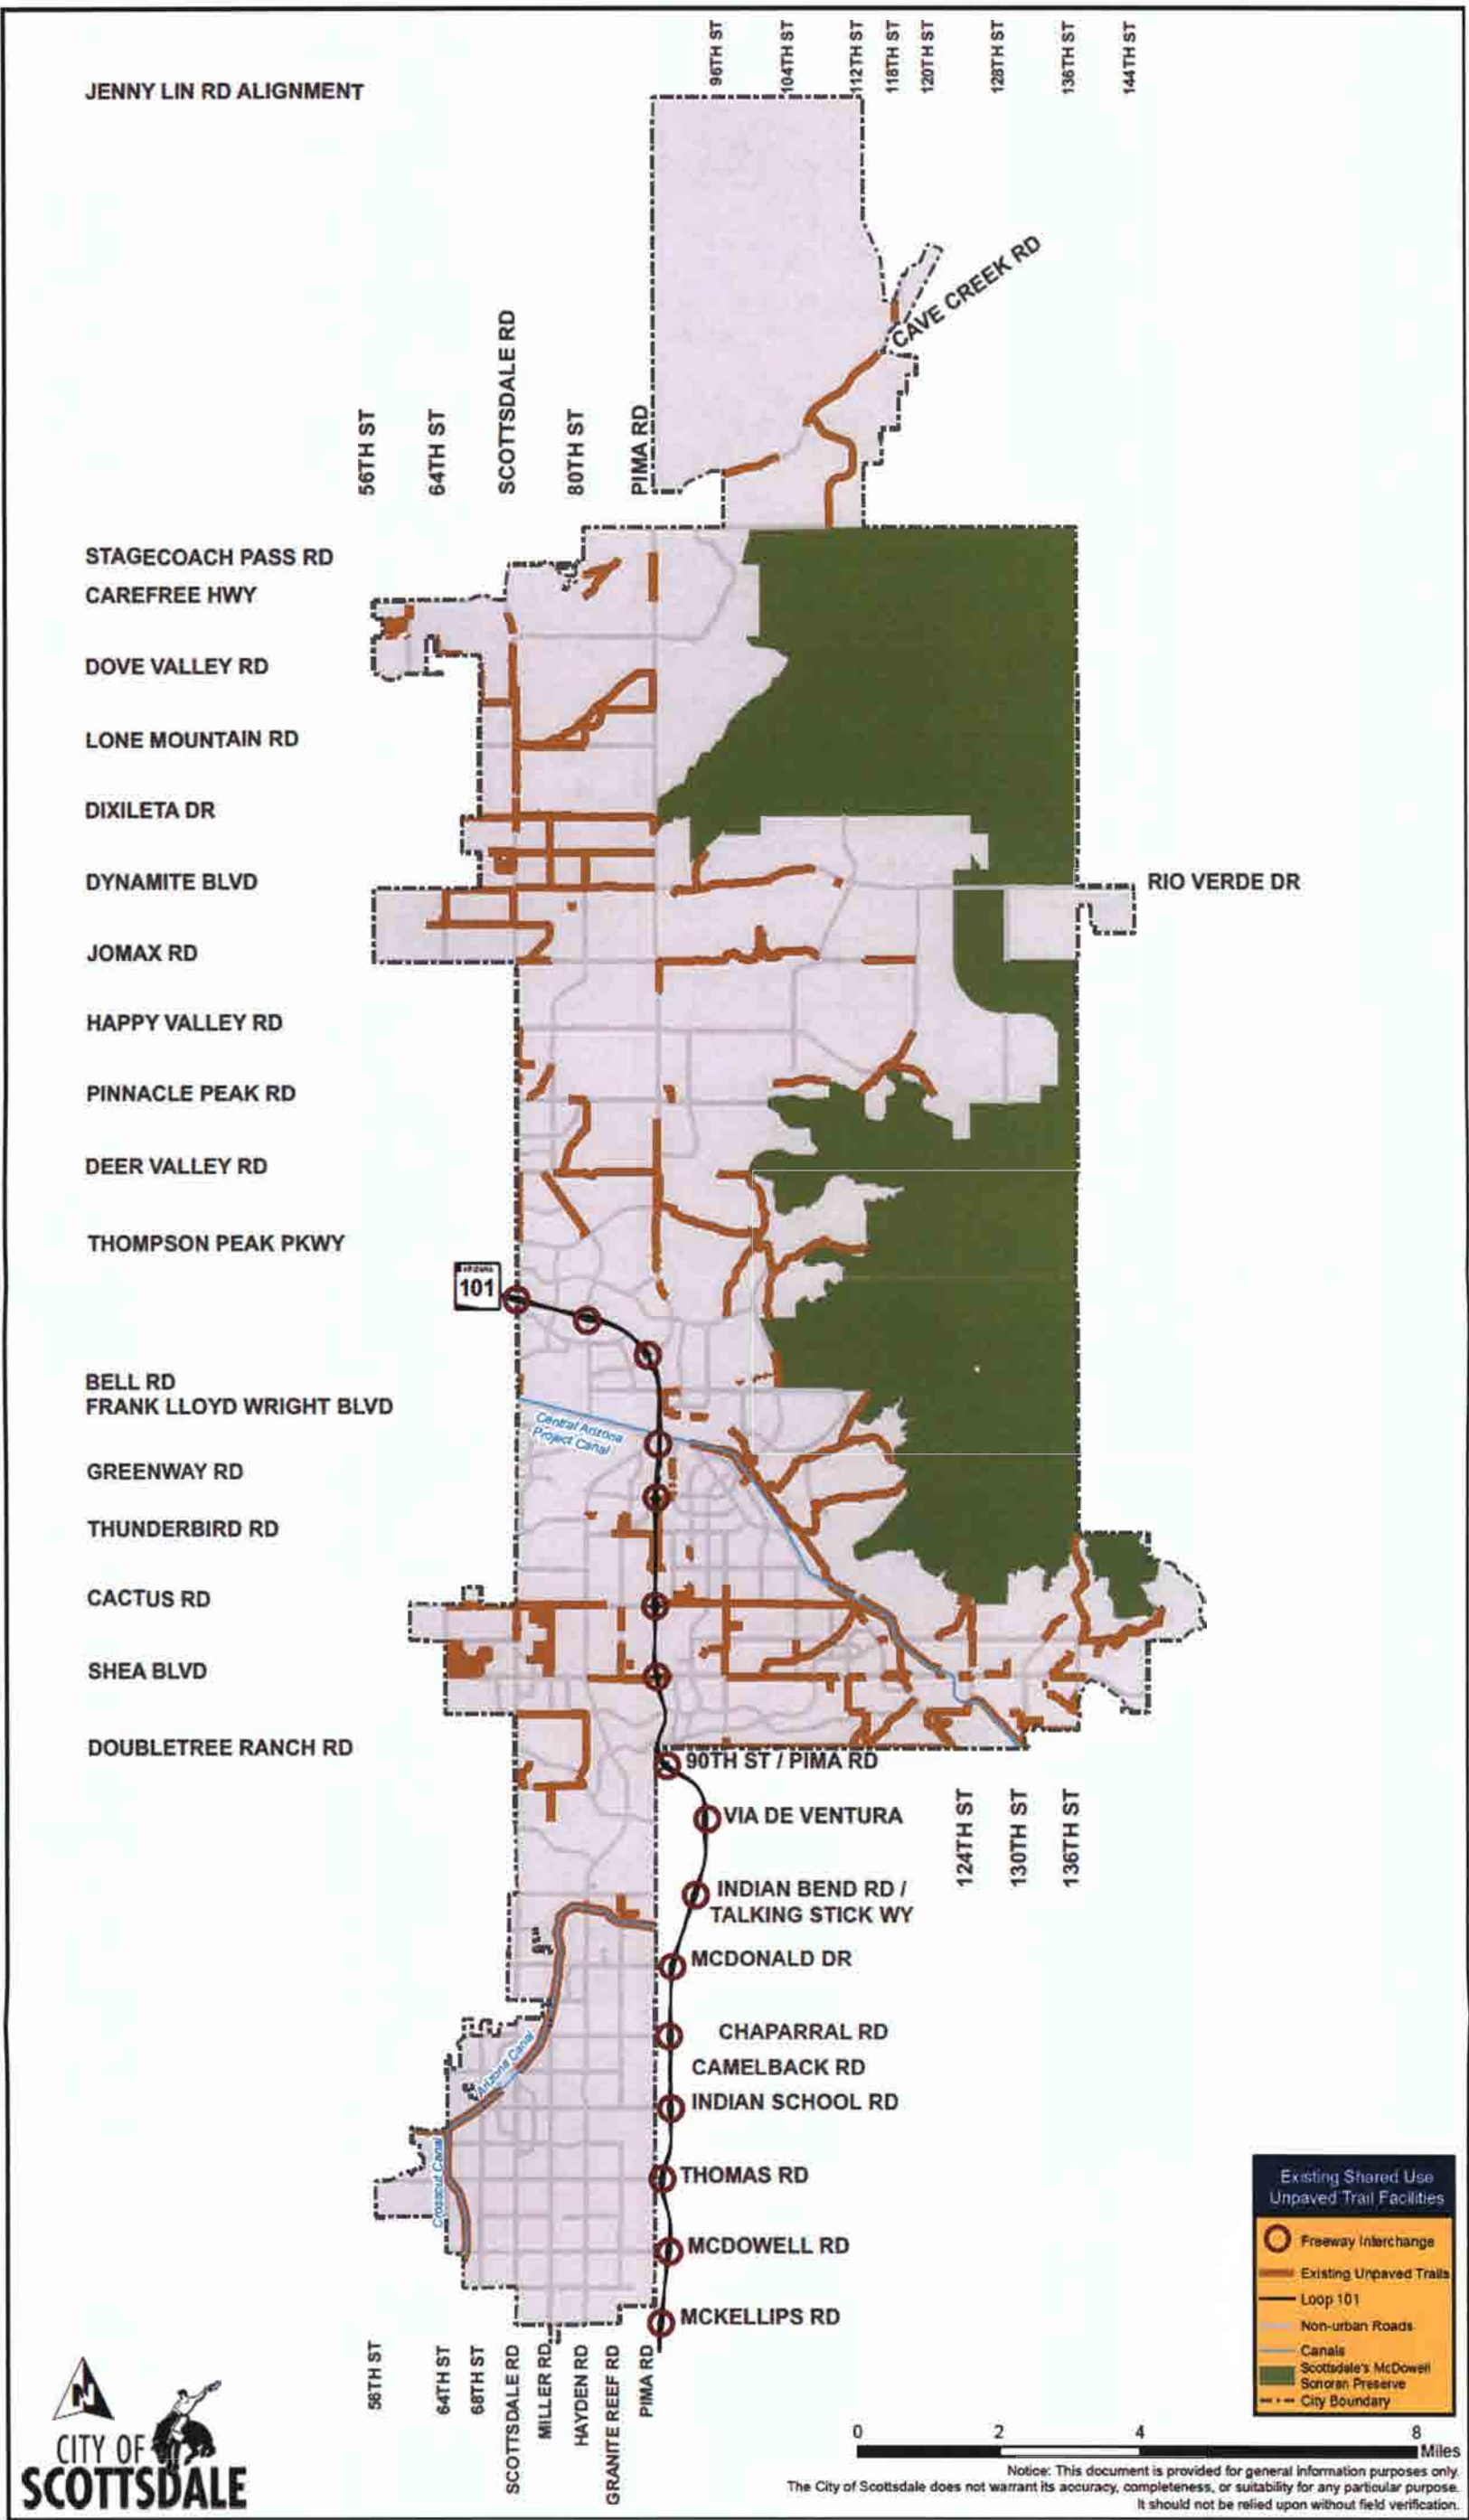 96TH ST
104TH ST
112TH ST
118TH ST
120TH ST
128TH ST
136TH ST
144TH ST
JENNY LIN RD ALIGNMENT
CAVE CREEK RD
56TH ST
64TH ST
SCOTTSDALE RD
80TH ST
PIMA RD
STAGECOACH PASS RD
CAREFREE HWY
DOVE VALLEY RD
LONE MOUNTAIN RD
DIXILETA DR
DYNAMITE BLVD
RIO VERDE DR
JOMAX RD
HAPPY VALLEY RD
PINNACLE PEAK RD
DEER VALLEY RD
THOMPSON PEAK PKWY
101
BELL RD
FRANK LLOYD WRIGHT BLVD
Central Arizona
Project Canal
GREENWAY RD
THUNDERBIRD RD
CACTUS RD
SHEA BLVD
DOUBLETREE RANCH RD
90TH ST / PIMA RD
VIA DE VENTURA
124TH ST
130TH ST
136TH ST
INDIAN BEND RD /
TALKING STICK WY
MCDONALD DR
CHAPARRAL RD
Arizona Canal
CAMELBACK RD
INDIAN SCHOOL RD
Crosscut Canal
THOMAS RD
MCDOWELL RD
MCKELLIPS RD
56TH ST
64TH ST
68TH ST
SCOTTSDALE RD
MILLER RD
HAYDEN RD
GRANITE REEF RD
PIMA RD
Existing Shared Use
Unpaved Trail Facilities
Freeway Interchange
Existing Unpaved Trails
Loop 101
Non-urban Roads
Canals
Scottsdale's McDowell
Sonoran Preserve
City Boundary
N
CITY OF
SCOTTSDALE
0 2 4 8
Miles
Notice: This document is provided for general information purposes only.
The City of Scottsdale does not warrant its accuracy, completeness, or suitability for any particular purpose.
It should not be relied upon without field verification.